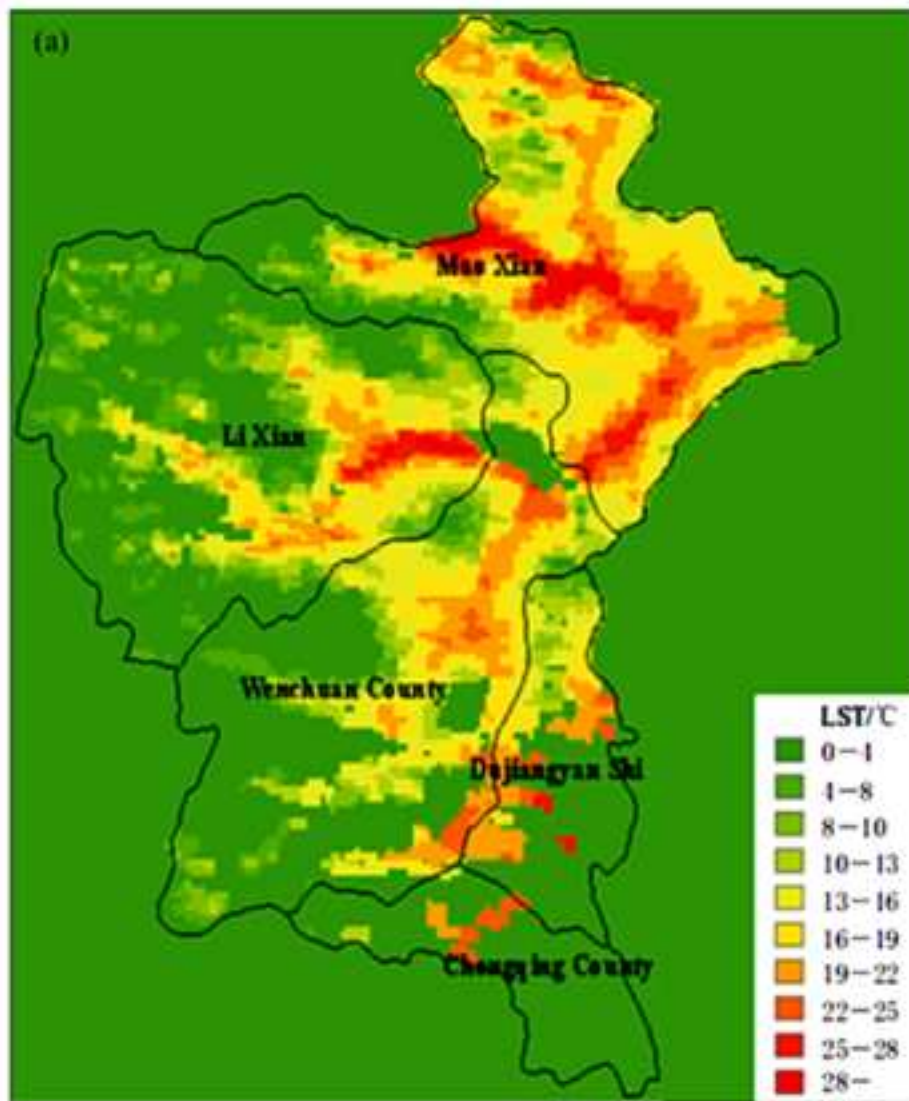 (a)
Mao Xian
Li Xian
Wenchuan County
Dujiangyan Shi
Chongqing County
LST/℃
0—4
4—8
8—10
10—13
13—16
16—19
19—22
22—25
25—28
28—